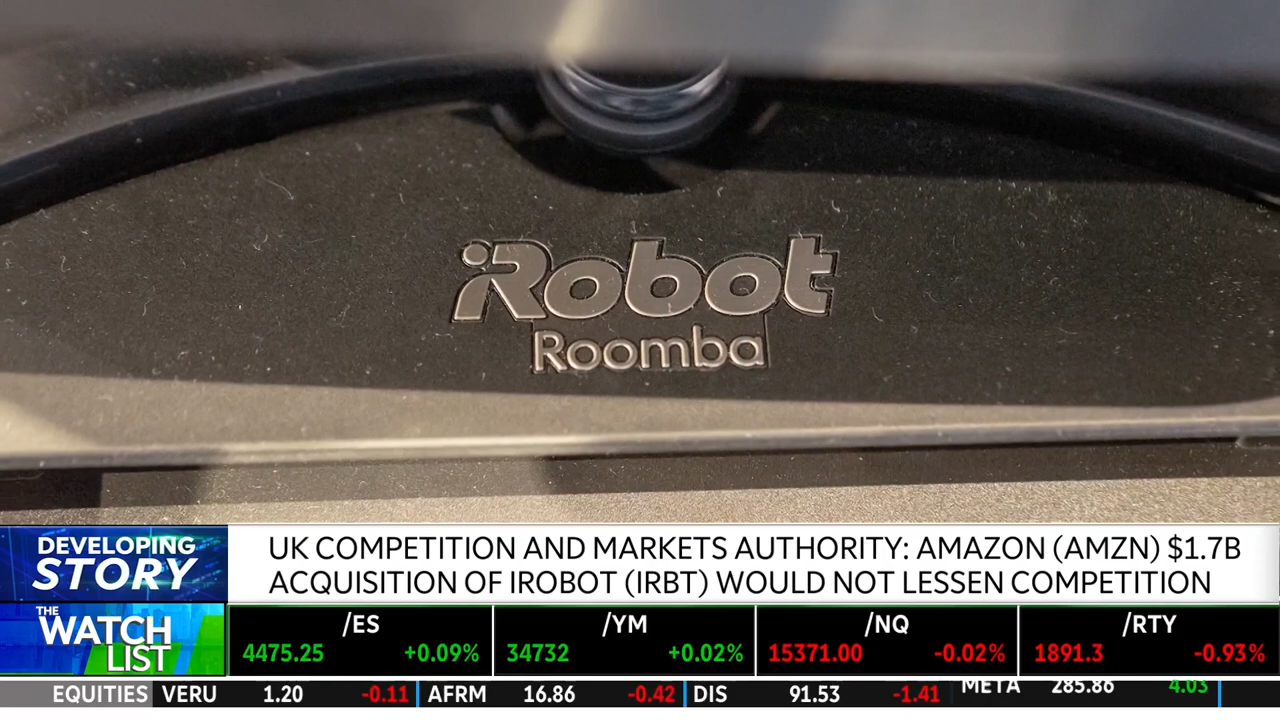 iRobot
Roomba
DEVELOPING
STORY
UK COMPETITION AND MARKETS AUTHORITY: AMAZON (AMZN) $1.7B
ACQUISITION OF IROBOT (IRBT) WOULD NOT LESSEN COMPETITION
THE
WATCH
LIST
/ES /YM /NQ /RTY
4475.25 +0.09% 34732 +0.02% 15371.00 -0.02% 1891.3 -0.93%
EQUITIES VERU 1.20 -0.11 AFRM 16.86 -0.42 DIS 91.53 -1.41 META 285.86 4.03